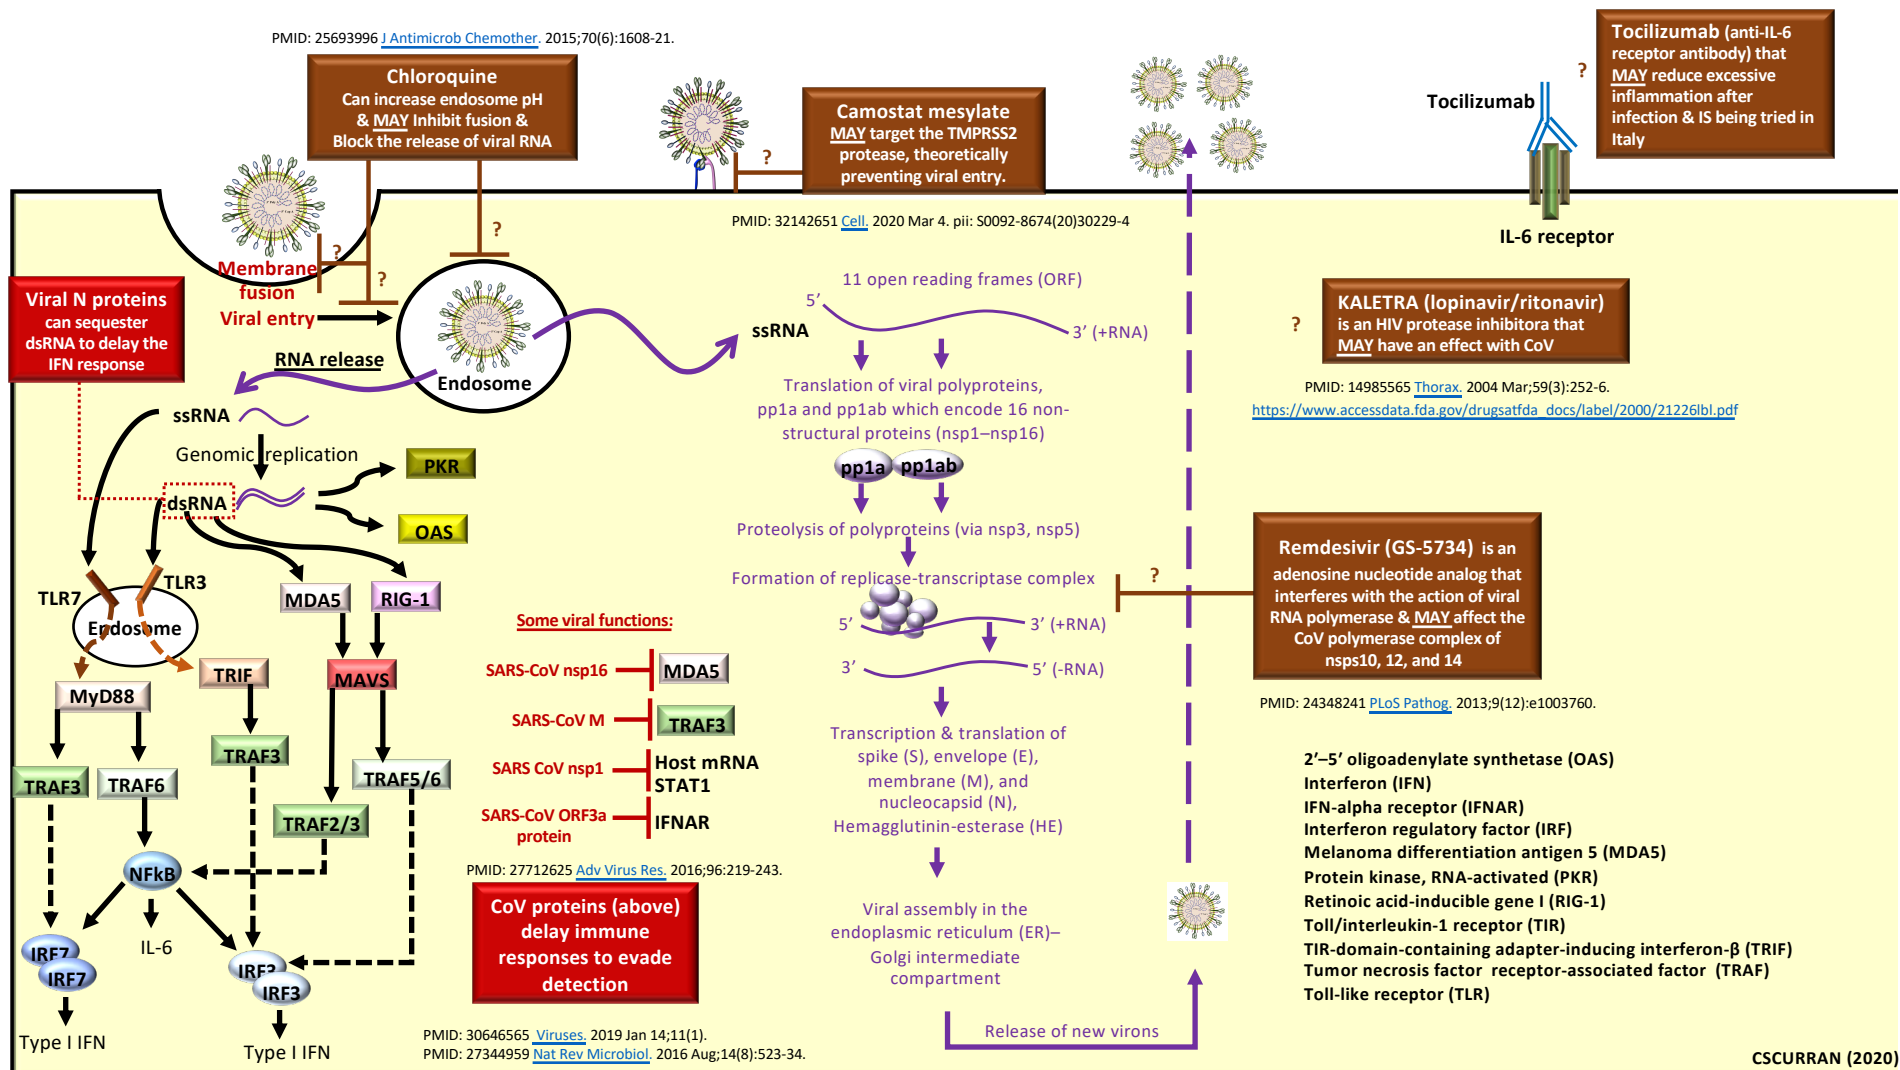 PMID: 25693996 J Antimicrob Chemother. 2015;70(6):1608-21.
Chloroquine
Can increase endosome pH
& MAY Inhibit fusion &
Block the release of viral RNA
?
?
?
Camostat mesylate
MAY target the TMPRSS2
protease, theoretically
preventing viral entry.
?
PMID: 32142651 Cell. 2020 Mar 4. pii: S0092-8674(20)30229-4
Tocilizumab
?
Tocilizumab (anti-IL-6
receptor antibody) that
MAY reduce excessive
inflammation after
infection & IS being tried in
Italy
IL-6 receptor
Membrane
fusion
Viral entry
Endosome
RNA release
Viral N proteins
can sequester
dsRNA to delay the
IFN response
ssRNA
Genomic replication
dsRNA
PKR
OAS
TLR7
TLR3
Endosome
MDA5
RIG-1
MyD88
TRIF
MAVS
TRAF3
TRAF6
TRAF3
TRAF2/3
TRAF5/6
NFkB
IL-6
IRF7
IRF7
IRF3
IRF3
Type I IFN
Type I IFN
Some viral functions:
SARS-CoV nsp16
MDA5
SARS-CoV M
TRAF3
SARS CoV nsp1
Host mRNA
STAT1
SARS-CoV ORF3a
protein
IFNAR
PMID: 27712625 Adv Virus Res. 2016;96:219-243.
CoV proteins (above)
delay immune
responses to evade
detection
PMID: 30646565 Viruses. 2019 Jan 14;11(1).
PMID: 27344959 Nat Rev Microbiol. 2016 Aug;14(8):523-34.
11 open reading frames (ORF)
5’
ssRNA
3’ (+RNA)
Translation of viral polyproteins,
pp1a and pp1ab which encode 16 non-
structural proteins (nsp1–nsp16)
pp1a
pp1ab
Proteolysis of polyproteins (via nsp3, nsp5)
Formation of replicase-transcriptase complex
5’
3’ (+RNA)
3’
5’ (-RNA)
Transcription & translation of
spike (S), envelope (E),
membrane (M), and
nucleocapsid (N),
Hemagglutinin-esterase (HE)
Viral assembly in the
endoplasmic reticulum (ER)–
Golgi intermediate
compartment
Release of new virons
?
KALETRA (lopinavir/ritonavir)
is an HIV protease inhibitora that
MAY have an effect with CoV
PMID: 14985565 Thorax. 2004 Mar;59(3):252-6.
https://www.accessdata.fda.gov/drugsatfda_docs/label/2000/21226lbl.pdf
?
Remdesivir (GS-5734) is an
adenosine nucleotide analog that
interferes with the action of viral
RNA polymerase & MAY affect the
CoV polymerase complex of
nsps10, 12, and 14
PMID: 24348241 PLoS Pathog. 2013;9(12):e1003760.
2’–5’ oligoadenylate synthetase (OAS)
Interferon (IFN)
IFN-alpha receptor (IFNAR)
Interferon regulatory factor (IRF)
Melanoma differentiation antigen 5 (MDA5)
Protein kinase, RNA-activated (PKR)
Retinoic acid-inducible gene I (RIG-1)
Toll/interleukin-1 receptor (TIR)
TIR-domain-containing adapter-inducing interferon-β (TRIF)
Tumor necrosis factor receptor-associated factor (TRAF)
Toll-like receptor (TLR)
CSCURRAN (2020)